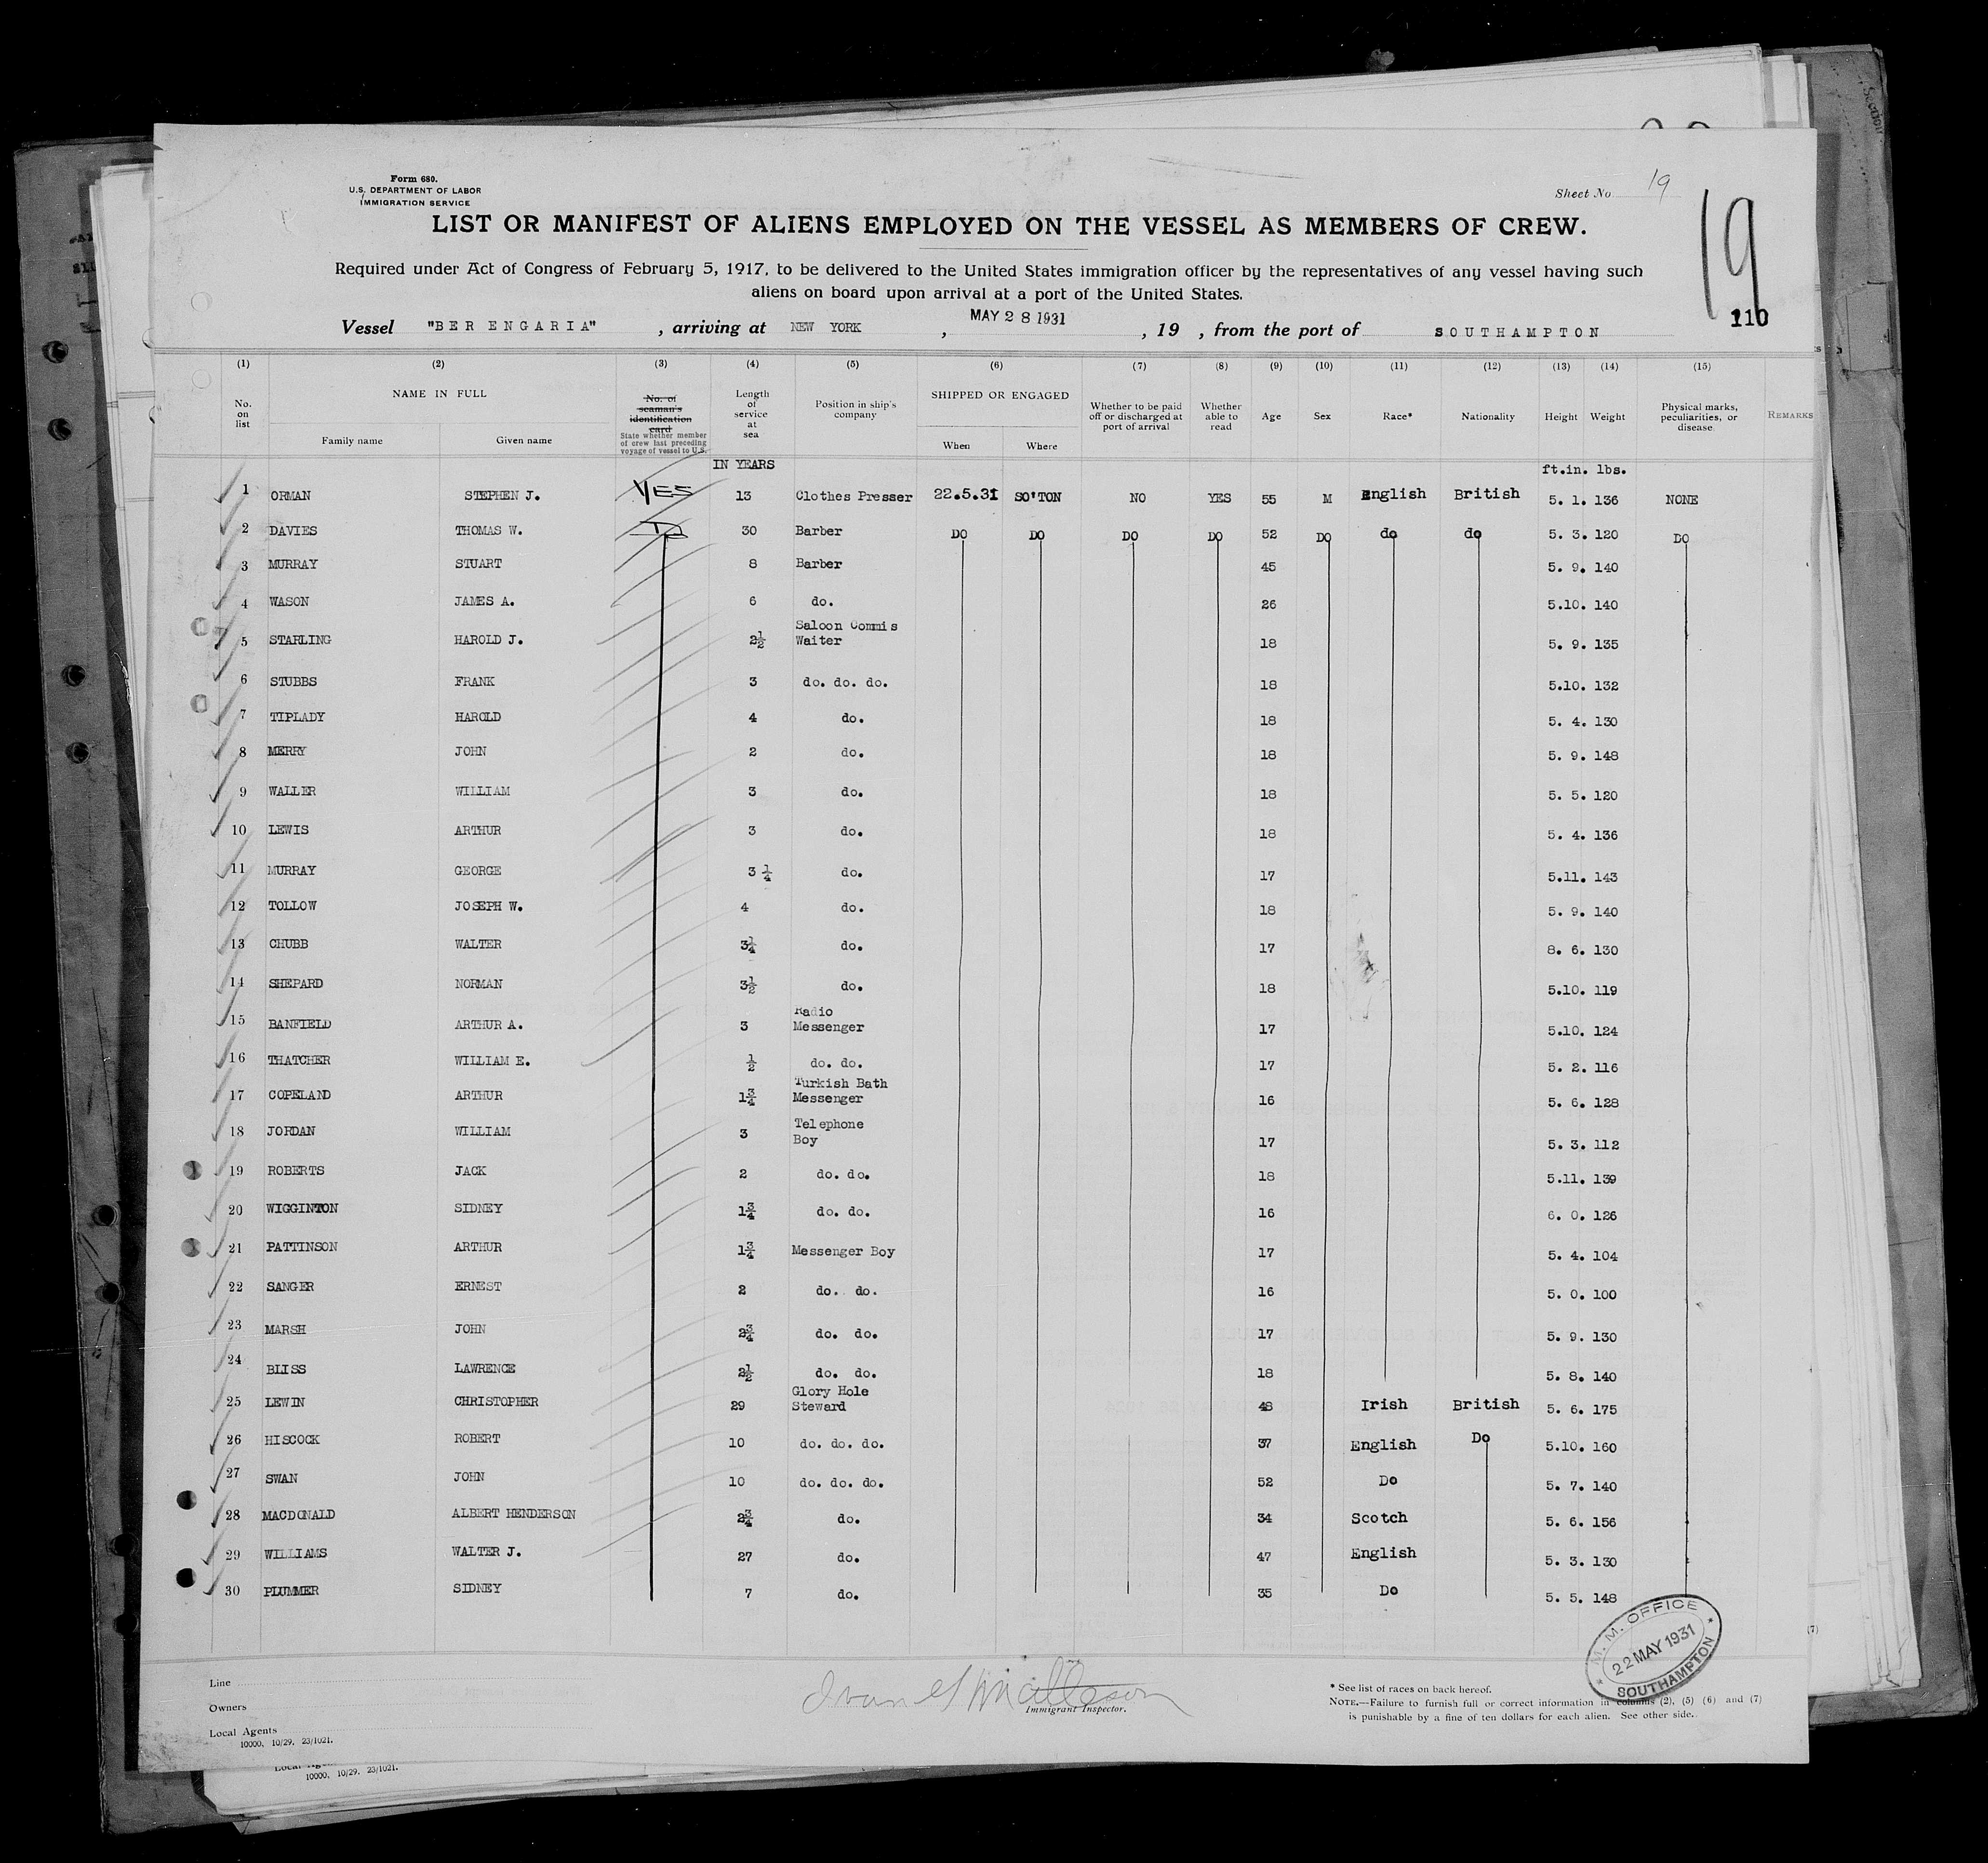 Form 680.
U.S. DEPARTMENT OF LABOR
IMMIGRATION SERVICE
Sheet No. 19
19
LIST OR MANIFEST OF ALIENS EMPLOYED ON THE VESSEL AS MEMBERS OF CREW.
Required under Act of Congress of February 5, 1917, to be delivered to the United States immigration officer by the representatives of any vessel having such
aliens on board upon arrival at a port of the United States.
Vessel "BERENGARIA", arriving at NEW YORK, MAY 28 1931, 19 , from the port of SOUTHAMPTON
110
(1) (2) (3) (4) (5) (6) (7) (8) (9) (10) (11) (12) (13) (14) (15)
No. on list
NAME IN FULL
Family name Given name
No. of seaman's identification card
State whether member of crew last preceding voyage of vessel to U.S.
Length of service at sea
Position in ship's company
SHIPPED OR ENGAGED
When Where
Whether to be paid off or discharged at port of arrival
Whether able to read
Age Sex Race* Nationality Height Weight
Physical marks, peculiarities, or disease
REMARKS
IN YEARS ft.in. lbs.
1 ORMAN STEPHEN J. YES 13 Clothes Presser 22.5.31 SO'TON NO YES 55 M English British 5. 1. 136 NONE
2 DAVIES THOMAS W. 30 Barber DO DO DO DO 52 DO do do 5. 3. 120 DO
3 MURRAY STUART 8 Barber 45 5. 9. 140
4 WASON JAMES A. 6 do. 26 5.10. 140
5 STARLING HAROLD J. 2½ Saloon Commis Waiter 18 5. 9. 135
6 STUBBS FRANK 3 do. do. do. 18 5.10. 132
7 TIPLADY HAROLD 4 do. 18 5. 4. 130
8 MERRY JOHN 2 do. 18 5. 9. 148
9 WALLER WILLIAM 3 do. 18 5. 5. 120
10 LEWIS ARTHUR 3 do. 18 5. 4. 136
11 MURRAY GEORGE 3 ¼ do. 17 5.11. 143
12 TOLLOW JOSEPH W. 4 do. 18 5. 9. 140
13 CHUBB WALTER 3¼ do. 17 8. 6. 130
14 SHEPARD NORMAN 3½ do. 18 5.10. 119
15 BANFIELD ARTHUR A. 3 Radio Messenger 17 5.10. 124
16 THATCHER WILLIAM E. ½ do. do. 17 5. 2. 116
17 COPELAND ARTHUR 1¾ Turkish Bath Messenger 16 5. 6. 128
18 JORDAN WILLIAM 3 Telephone Boy 17 5. 3. 112
19 ROBERTS JACK 2 do. do. 18 5.11. 139
20 WIGGINTON SIDNEY 1¾ do. do. 16 6. 0. 126
21 PATTINSON ARTHUR 1¾ Messenger Boy 17 5. 4. 104
22 SANGER ERNEST 2 do. do. 16 5. 0. 100
23 MARSH JOHN 2¾ do. do. 17 5. 9. 130
24 BLISS LAWRENCE 2½ do. do. 18 5. 8. 140
25 LEWIN CHRISTOPHER 29 Glory Hole Steward 48 Irish British 5. 6. 175
26 HISCOCK ROBERT 10 do. do. do. 37 English Do 5.10. 160
27 SWAN JOHN 10 do. do. do. 52 Do 5. 7. 140
28 MACDONALD ALBERT HENDERSON 2¾ do. 34 Scotch 5. 6. 156
29 WILLIAMS WALTER J. 27 do. 47 English 5. 3. 130
30 PLUMMER SIDNEY 7 do. 35 Do 5. 5. 148
M. M. OFFICE
22 MAY 1931
SOUTHAMPTON
Line
Owners
Local Agents
10000, 10/29. 23/1021.
Immigrant Inspector.
* See list of races on back hereof.
NOTE.—Failure to furnish full or correct information in columns (2), (5) (6) and (7)
is punishable by a fine of ten dollars for each alien. See other side.
10000, 10/29. 23/1021.